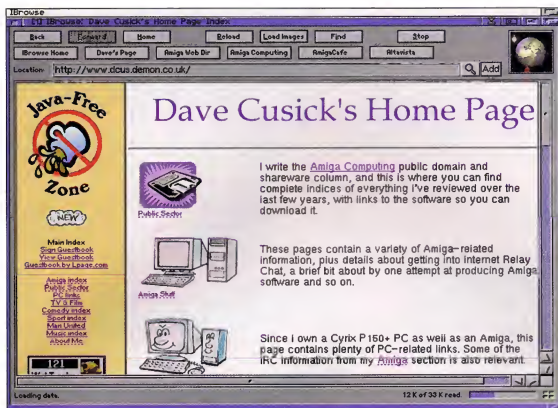 IBrowse
IBrowse: Dave Cusick's Home Page Index
Back Forward Home Reload Load Images Find Stop
IBrowse Home Dave's Page Amiga Web Dir Amiga Computing AmigaCafe Altavista
Location: http://www.dcus.demon.co.uk/ Add
Java-Free
Zone
NEW
Main Index
Sign Guestbook
View Guestbook
Guestbook by Lpage.com
Amiga index
Public Sector
PC links
TV & Film
Comedy index
Sport index
Man United
Music index
About Me
121
Dave Cusick's Home Page
Public Sector
I write the Amiga Computing public domain and
shareware column, and this is where you can find
complete indices of everything I've reviewed over the
last few years, with links to the software so you can
download it.
Amiga Stuff
These pages contain a variety of Amiga-related
information, plus details about getting into Internet Relay
Chat, a brief bit about by one attempt at producing Amiga
software and so on.
Since I own a Cyrix P150+ PC as well as an Amiga, this
page contains plenty of PC-related links. Some of the
IRC information from my Amiga section is also relevant.
Loading data.
12 K of 33 K read.